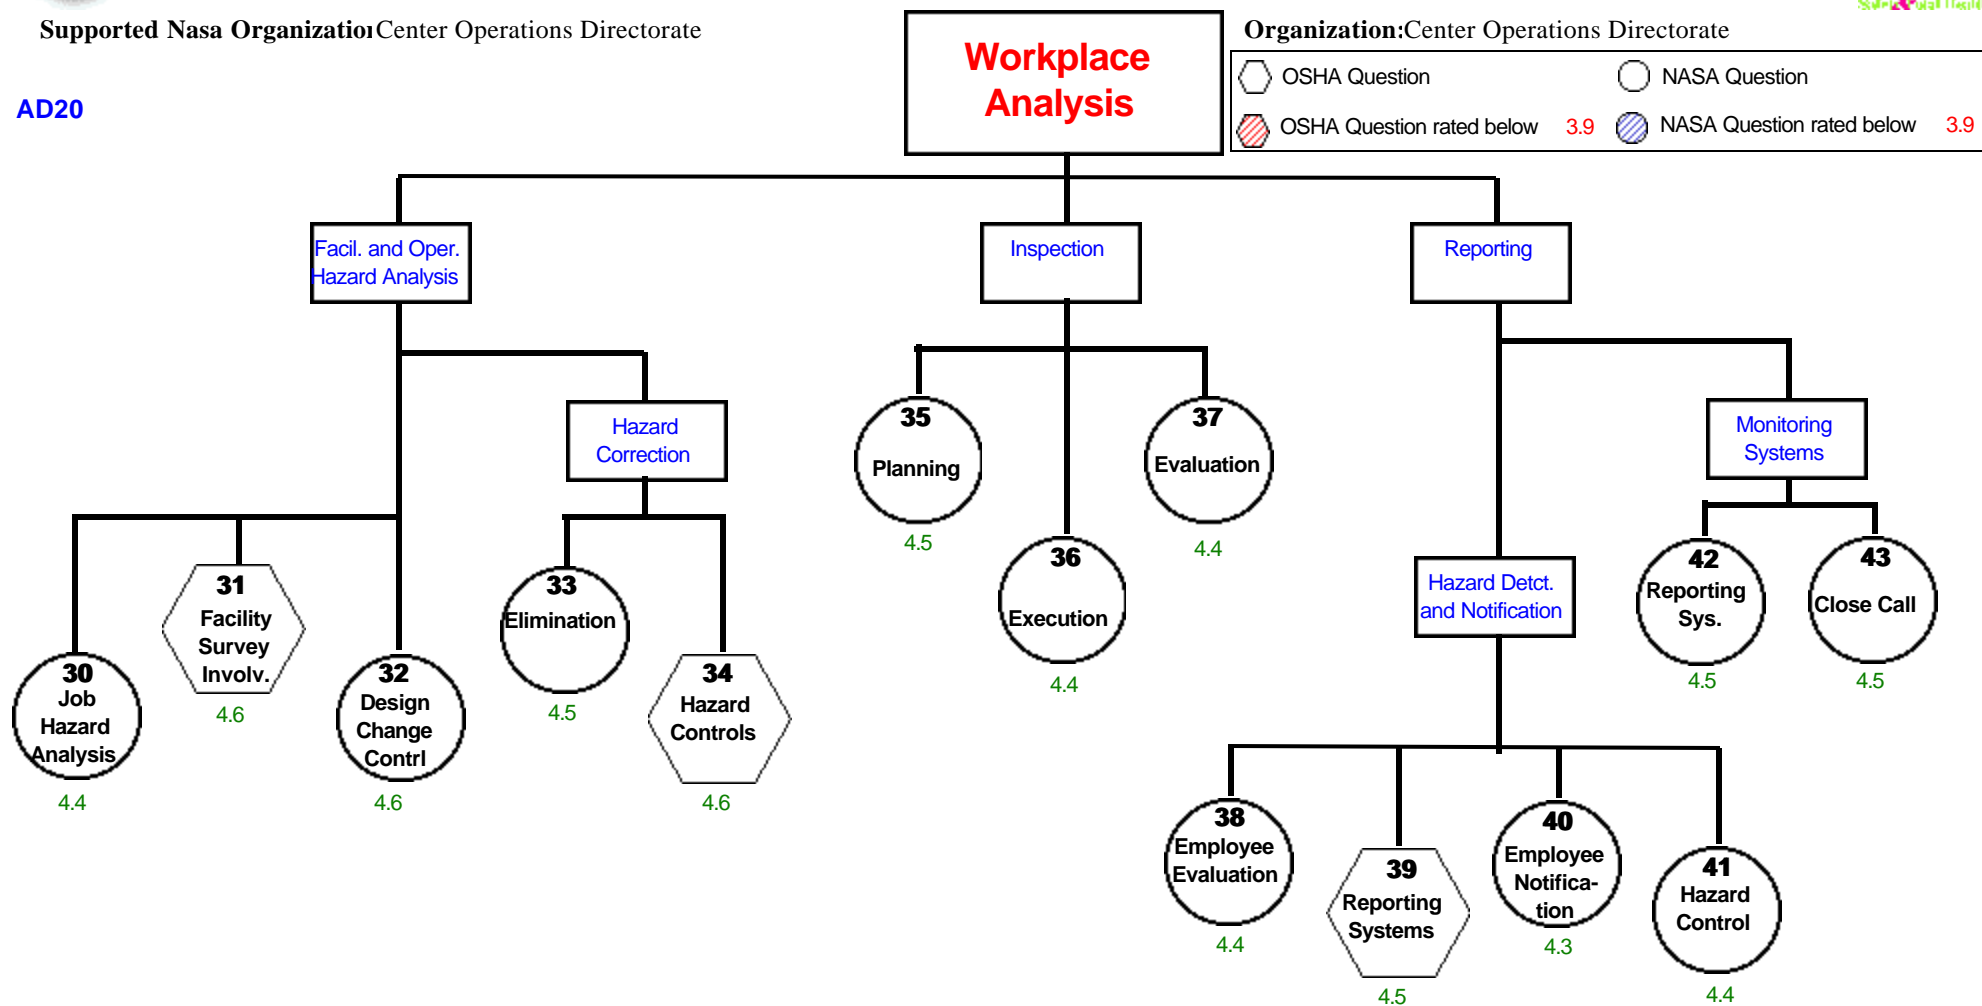 Supported Nasa Organization Center Operations Directorate
Organization: Center Operations Directorate
Workplace
Analysis
OSHA Question
NASA Question
OSHA Question rated below 3.9
NASA Question rated below 3.9
AD20
Facil. and Oper.
Hazard Analysis
Inspection
Reporting
Hazard
Correction
Monitoring
Systems
Hazard Detct.
and Notification
30
Job
Hazard
Analysis
4.4
31
Facility
Survey
Involv.
4.6
32
Design
Change
Contrl
4.6
33
Elimination
4.5
34
Hazard
Controls
4.6
35
Planning
4.5
36
Execution
4.4
37
Evaluation
4.4
38
Employee
Evaluation
4.4
39
Reporting
Systems
4.5
40
Employee
Notifica-
tion
4.3
41
Hazard
Control
4.4
42
Reporting
Sys.
4.5
43
Close Call
4.5